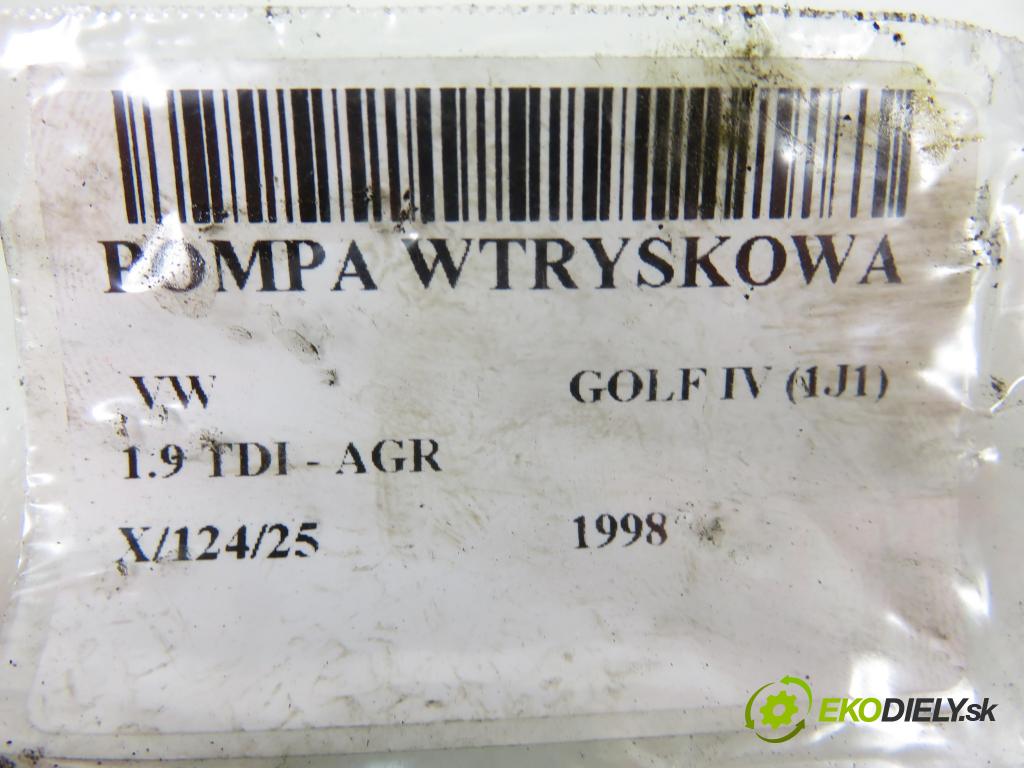 POMPA WTRYSKOWA
VW GOLF IV (1J1)
1.9 TDI - AGR
X/124/25 1998
EKODIELY.sk